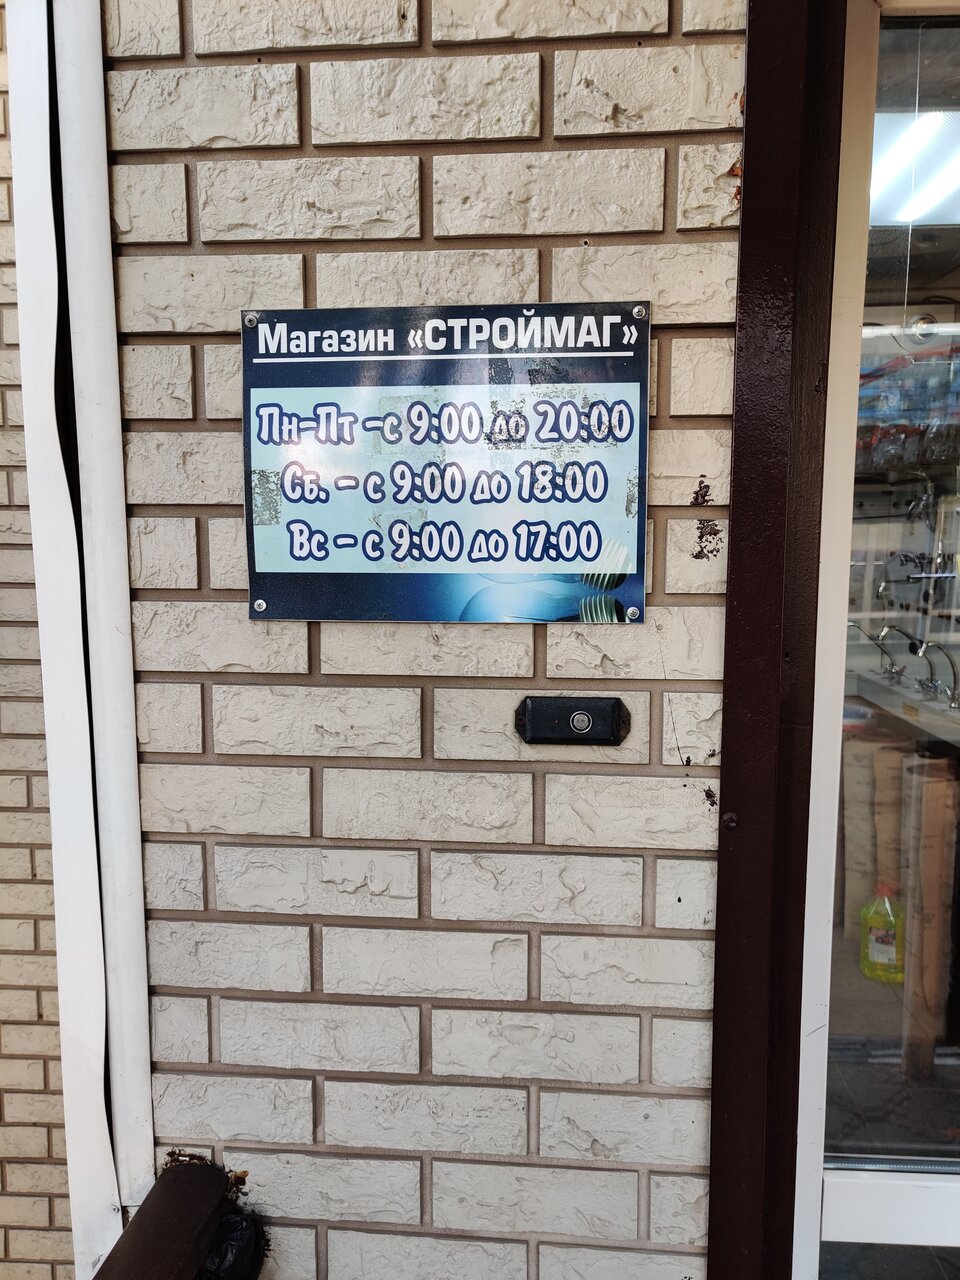 Магазин «СТРОЙМАГ»
Пн-Пт -с 9:00 до 20:00
Сб. - с 9:00 до 18:00
Вс - с 9:00 до 17:00